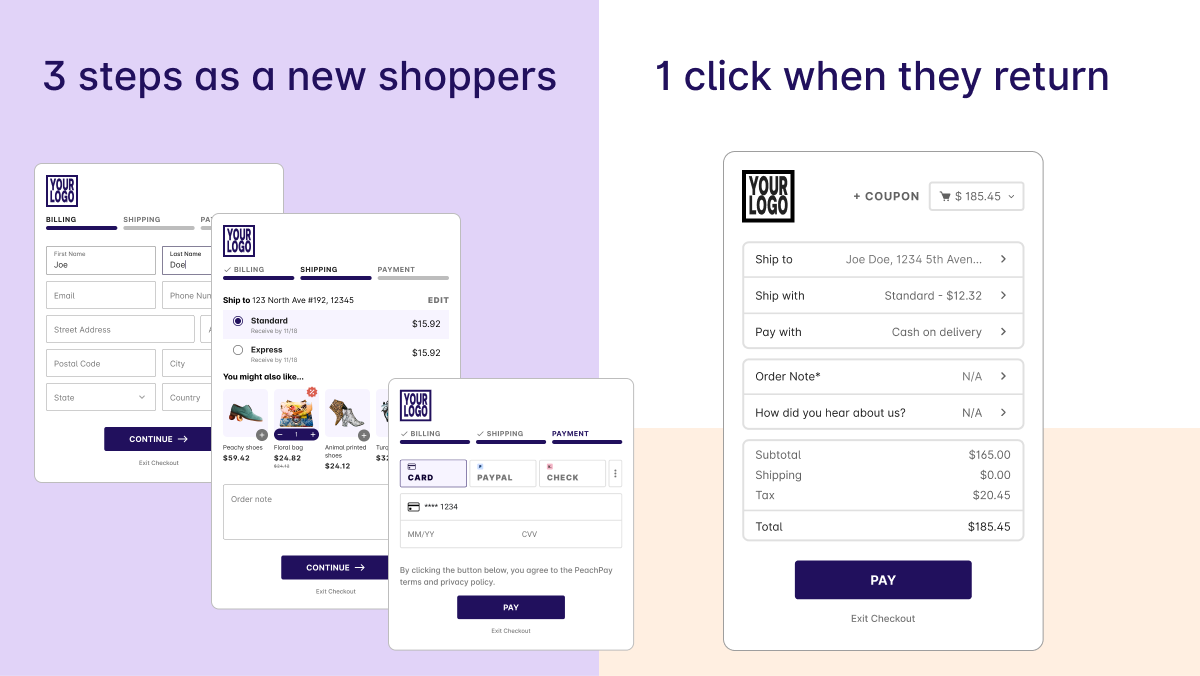 3 steps as a new shoppers
YOUR
LOGO
BILLING
SHIPPING
PA
First Name
Joe
Last Name
Doe
Email
Phone Num
Street Address
Postal Code
City
State
Country
CONTINUE
Exit Checkout
YOUR
LOGO
BILLING
SHIPPING
PAYMENT
Ship to 123 North Ave #192, 12345
EDIT
Standard
$15.92
Receive by 11/18
Express
$15.92
Receive by 11/18
You might also like...
1
Peachy shoes
$59.42
Floral bag
$24.82
$24.12
Animal printed
shoes
$24.12
Order note
CONTINUE
Exit Checkout
YOUR
LOGO
BILLING
SHIPPING
PAYMENT
CARD
PAYPAL
CHECK
**** 1234
MM/YY
CVV
By clicking the button below, you agree to the PeachPay
terms and privacy policy.
PAY
Exit Checkout
1 click when they return
YOUR
LOGO
+ COUPON
$ 185.45
Ship to
Joe Doe, 1234 5th Aven...
Ship with
Standard - $12.32
Pay with
Cash on delivery
Order Note*
N/A
How did you hear about us?
N/A
Subtotal
$165.00
Shipping
$0.00
Tax
$20.45
Total
$185.45
PAY
Exit Checkout